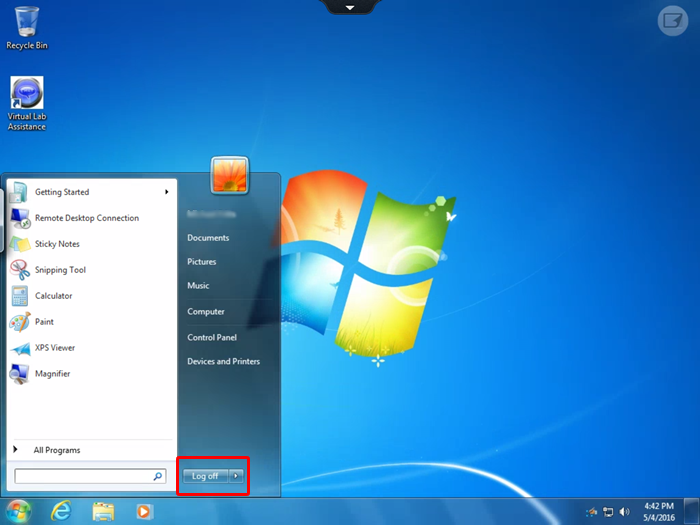 Recycle Bin
Virtual Lab
Assistance
Getting Started
Remote Desktop Connection
Sticky Notes
Snipping Tool
Calculator
Paint
XPS Viewer
Magnifier
All Programs
Documents
Pictures
Music
Computer
Control Panel
Devices and Printers
Log off
4:42 PM
5/4/2016